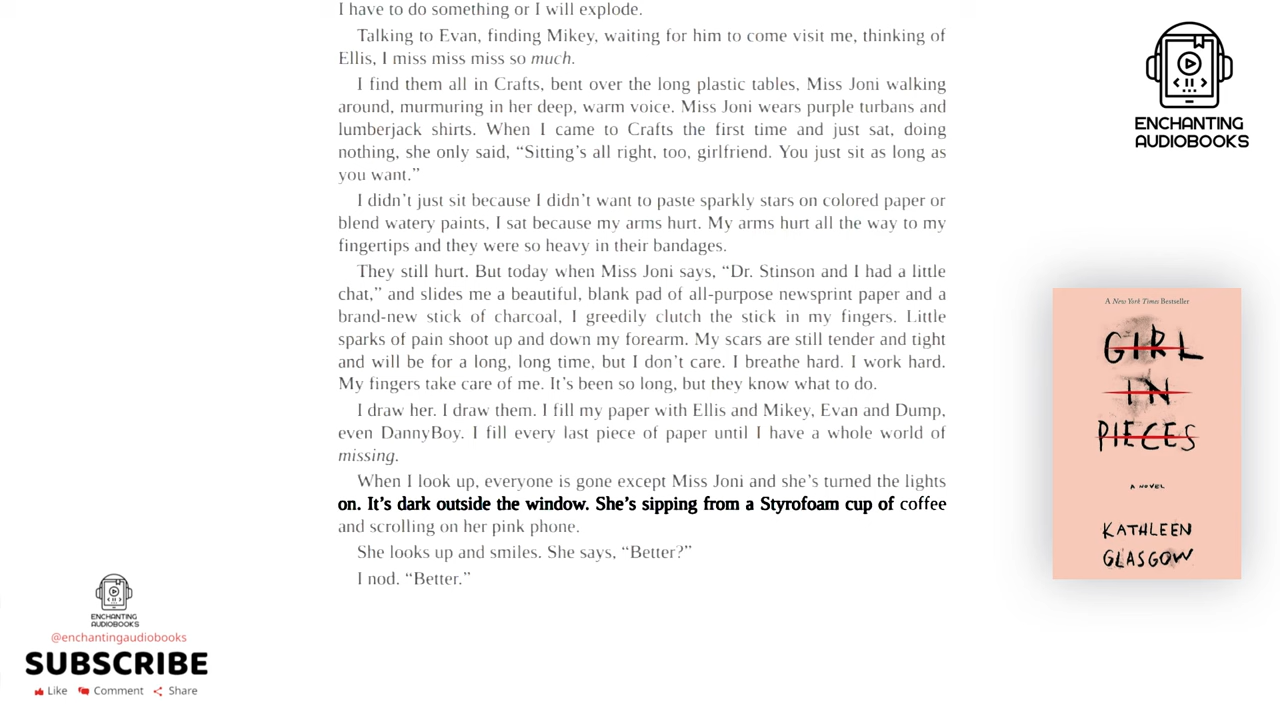 I have to do something or I will explode.
Talking to Evan, finding Mikey, waiting for him to come visit me, thinking of
Ellis, I miss miss miss so much.
I find them all in Crafts, bent over the long plastic tables, Miss Joni walking
around, murmuring in her deep, warm voice. Miss Joni wears purple turbans and
lumberjack shirts. When I came to Crafts the first time and just sat, doing
nothing, she only said, “Sitting’s all right, too, girlfriend. You just sit as long as
you want.”
I didn’t just sit because I didn’t want to paste sparkly stars on colored paper or
blend watery paints, I sat because my arms hurt. My arms hurt all the way to my
fingertips and they were so heavy in their bandages.
They still hurt. But today when Miss Joni says, “Dr. Stinson and I had a little
chat,” and slides me a beautiful, blank pad of all-purpose newsprint paper and a
brand-new stick of charcoal, I greedily clutch the stick in my fingers. Little
sparks of pain shoot up and down my forearm. My scars are still tender and tight
and will be for a long, long time, but I don’t care. I breathe hard. I work hard.
My fingers take care of me. It’s been so long, but they know what to do.
I draw her. I draw them. I fill my paper with Ellis and Mikey, Evan and Dump,
even DannyBoy. I fill every last piece of paper until I have a whole world of
missing.
When I look up, everyone is gone except Miss Joni and she’s turned the lights
on. It’s dark outside the window. She’s sipping from a Styrofoam cup of coffee
and scrolling on her pink phone.
She looks up and smiles. She says, “Better?”
I nod. “Better.”
ENCHANTING
AUDIOBOOKS
A New York Times Bestseller
GIRL
IN
PIECES
A NOVEL
KATHLEEN
GLASGOW
ENCHANTING
AUDIOBOOKS
@enchantingaudiobooks
SUBSCRIBE
Like Comment Share